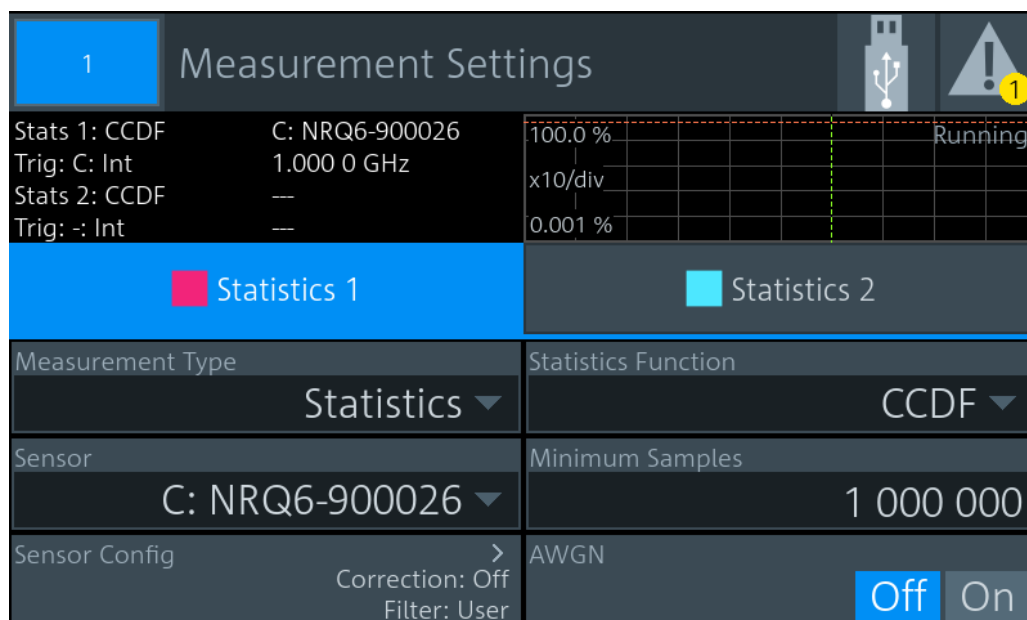 1
Measurement Settings
1
Stats 1: CCDF C: NRQ6-900026
Trig: C: Int 1.000 0 GHz
Stats 2: CCDF ---
Trig: -: Int ---
100.0 %
Running
x10/div
0.001 %
Statistics 1
Statistics 2
Measurement Type
Statistics
Statistics Function
CCDF
Sensor
C: NRQ6-900026
Minimum Samples
1 000 000
Sensor Config >
Correction: Off
Filter: User
AWGN
Off On